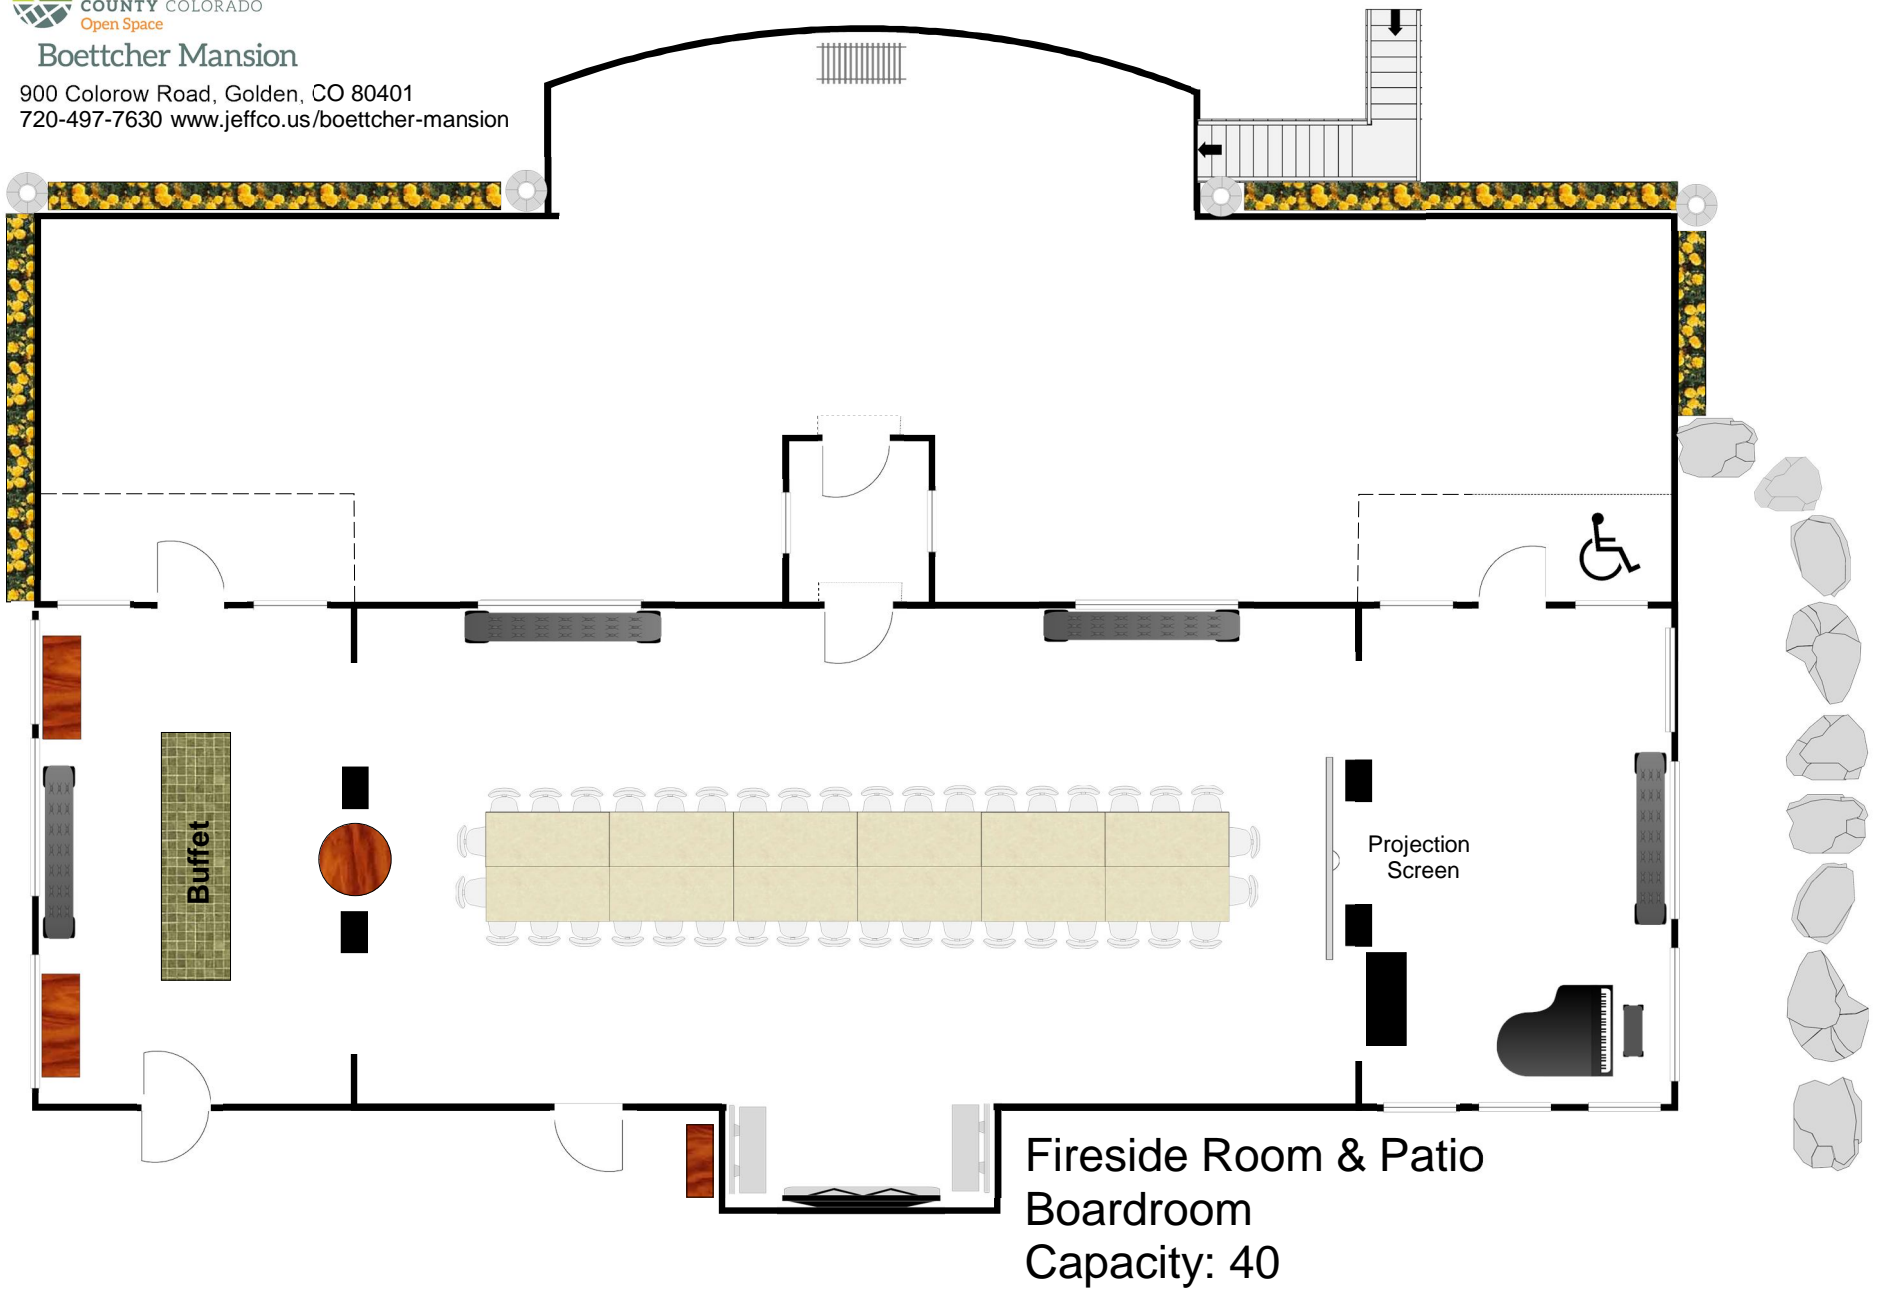 COUNTY COLORADO
Open Space
Boettcher Mansion
900 Colorow Road, Golden, CO 80401
720-497-7630 www.jeffco.us/boettcher-mansion
Buffet
Projection
Screen
Fireside Room & Patio
Boardroom
Capacity: 40